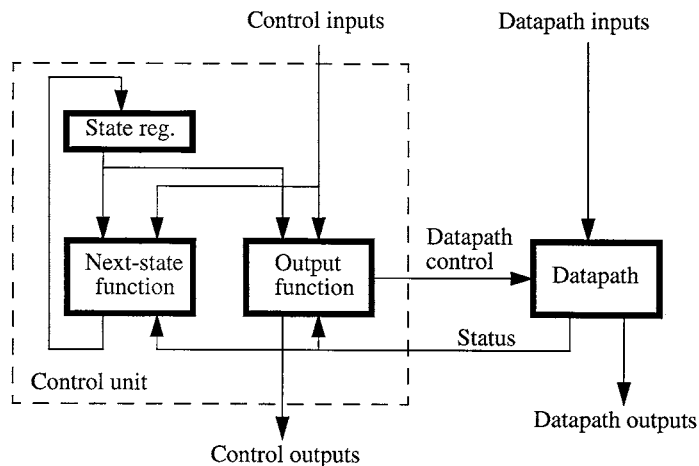 Control inputs
Datapath inputs
State reg.
Next-state
function
Output
function
Datapath
control
Datapath
Status
Control unit
Control outputs
Datapath outputs